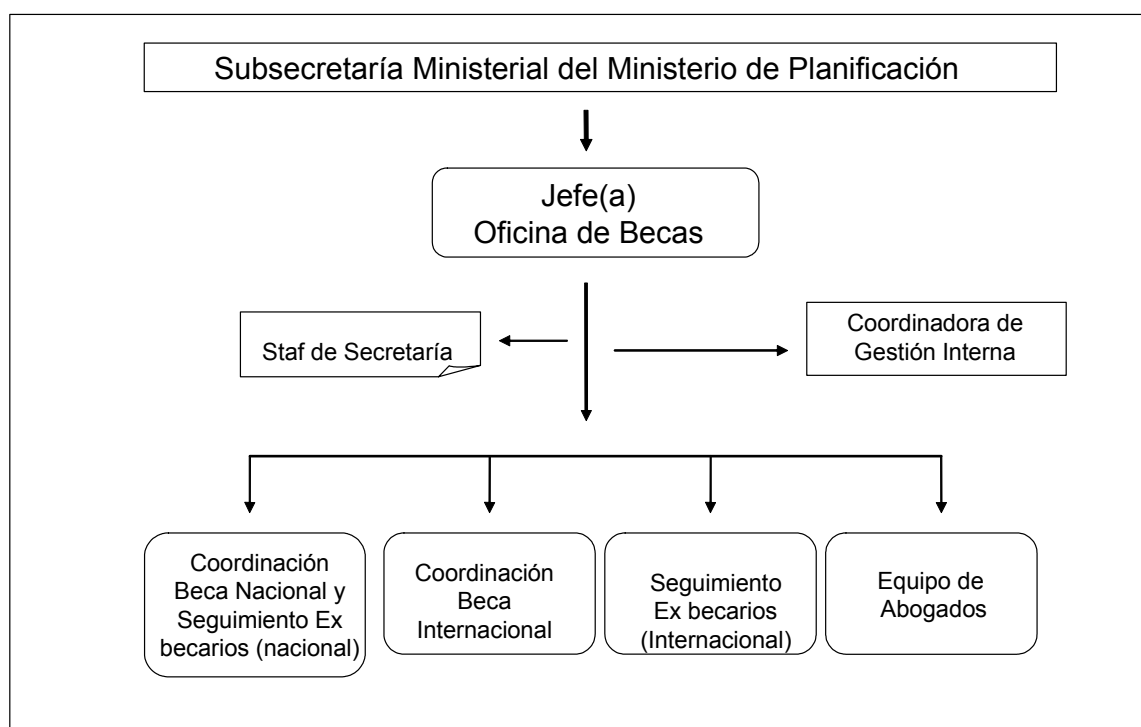 Subsecretaría Ministerial del Ministerio de Planificación
Jefe(a)
Oficina de Becas
Staf de Secretaría
Coordinadora de
Gestión Interna
Coordinación
Beca Nacional y
Seguimiento Ex
becarios (nacional)
Coordinación
Beca
Internacional
Seguimiento
Ex becarios
(Internacional)
Equipo de
Abogados